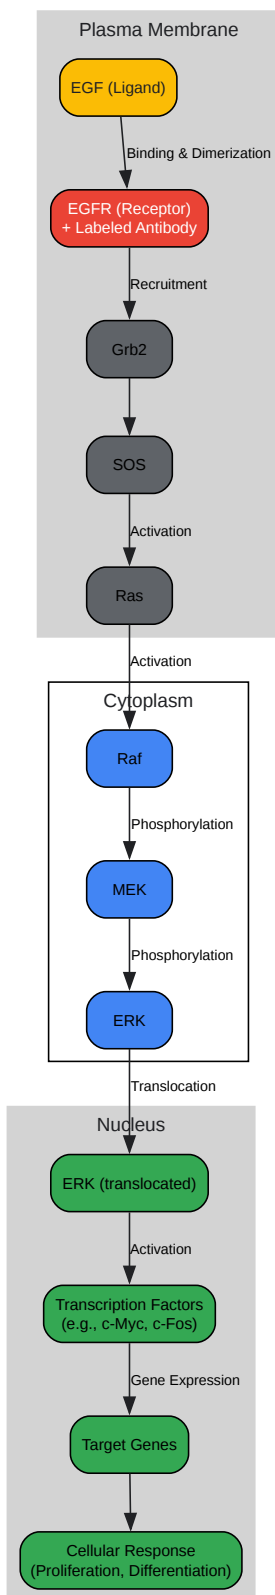 Plasma Membrane
EGF (Ligand)
Binding & Dimerization
EGFR (Receptor)
+ Labeled Antibody
Recruitment
Grb2
SOS
Activation
Ras
Activation
Cytoplasm
Raf
Phosphorylation
MEK
Phosphorylation
ERK
Translocation
Nucleus
ERK (translocated)
Activation
Transcription Factors
(e.g., c-Myc, c-Fos)
Gene Expression
Target Genes
Cellular Response
(Proliferation, Differentiation)